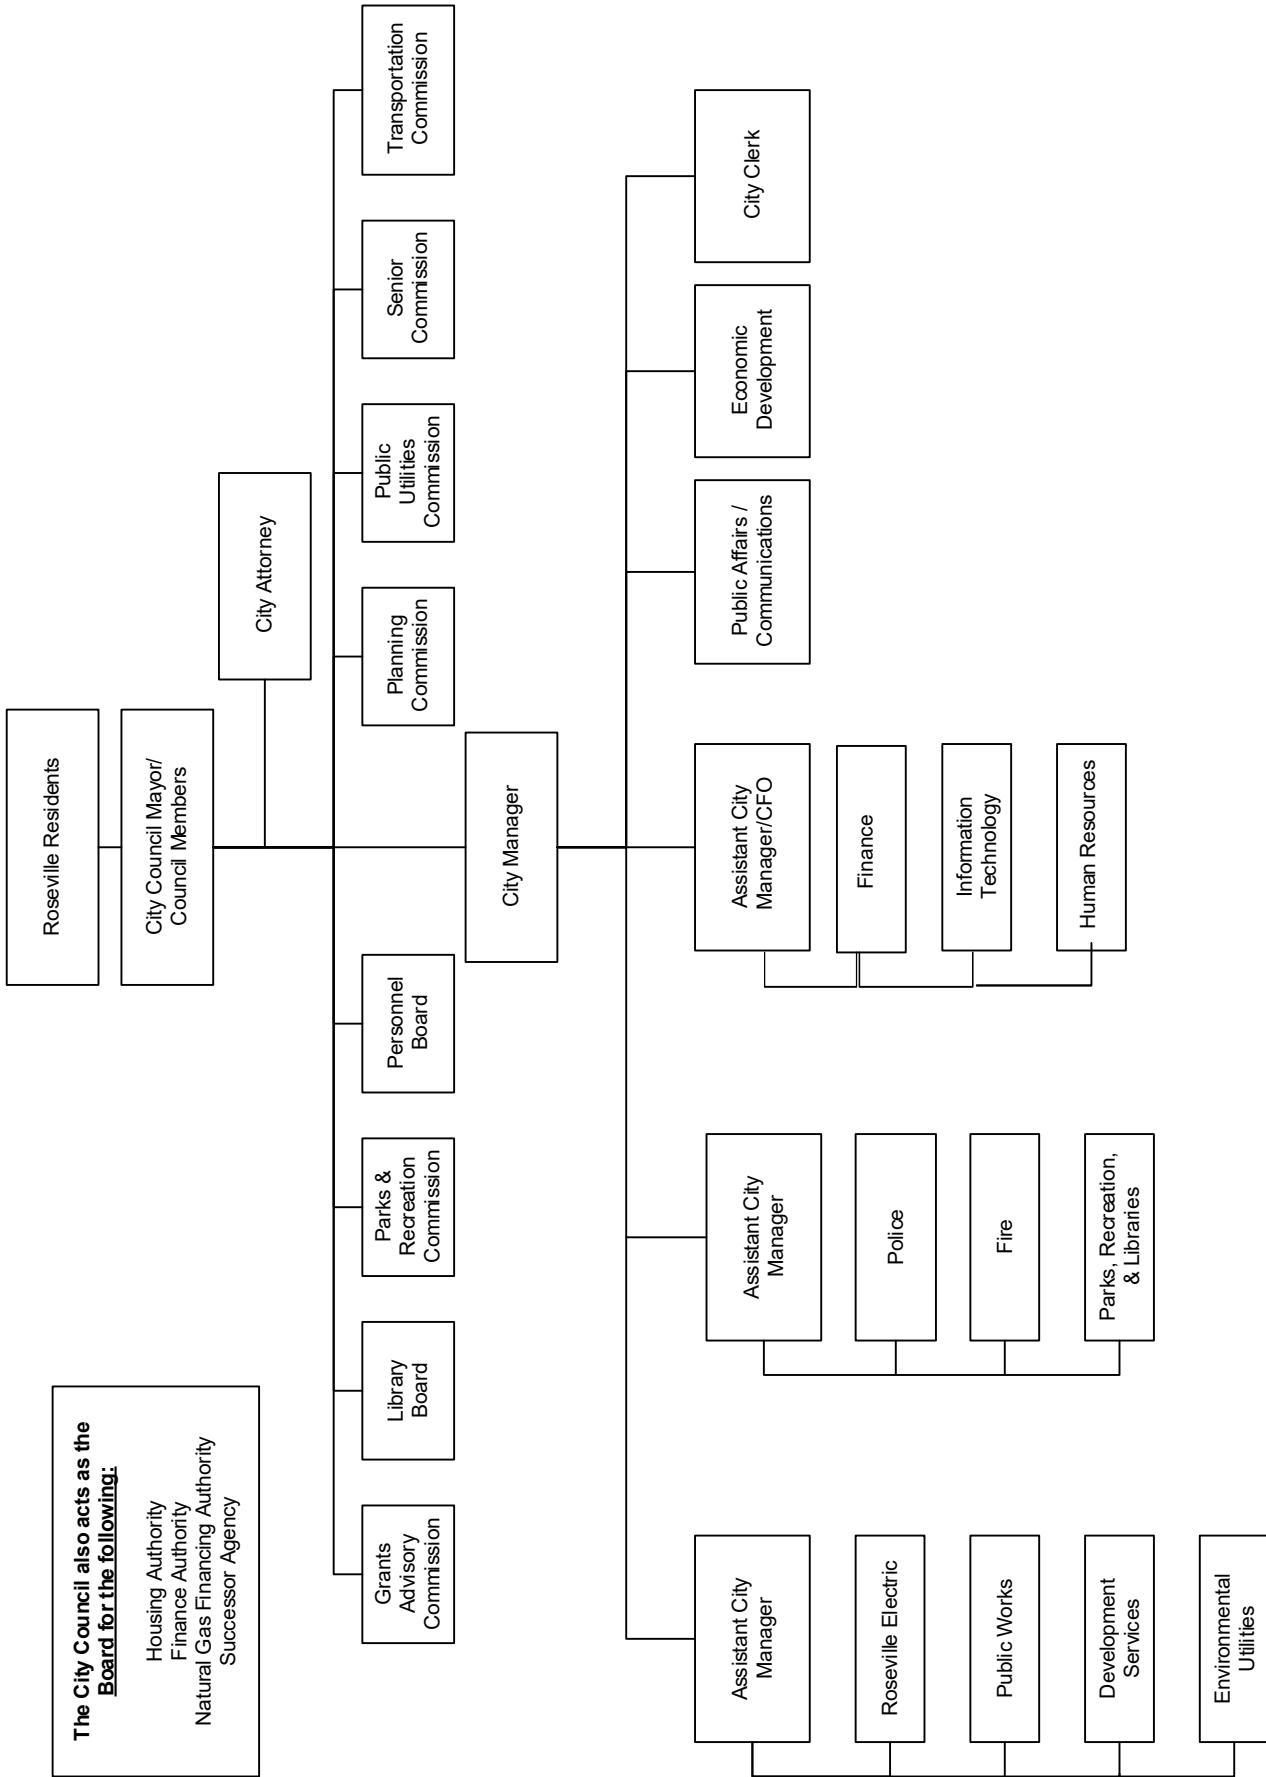 The City Council also acts as the
Board for the following:
Housing Authority
Finance Authority
Natural Gas Financing Authority
Successor Agency
Roseville Residents
City Council Mayor/
Council Members
City Attorney
Grants
Advisory
Commission
Library
Board
Parks &
Recreation
Commission
Personnel
Board
Planning
Commission
Public
Utilities
Commission
Senior
Commission
Transportation
Commission
City Manager
Assistant City
Manager
Roseville Electric
Public Works
Development
Services
Environmental
Utilities
Assistant City
Manager
Police
Fire
Parks, Recreation,
& Libraries
Assistant City
Manager/CFO
Finance
Information
Technology
Human Resources
Public Affairs /
Communications
Economic
Development
City Clerk